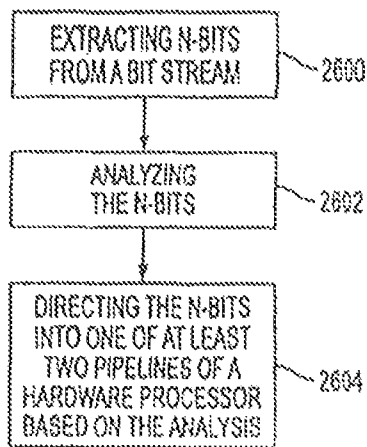 EXTRACTING N-BITS
FROM A BIT STREAM
2600
ANALYZING
THE N-BITS
2602
DIRECTING THE N-BITS
INTO ONE OF AT LEAST
TWO PIPELINES OF A
HARDWARE PROCESSOR
BASED ON THE ANALYSIS
2604